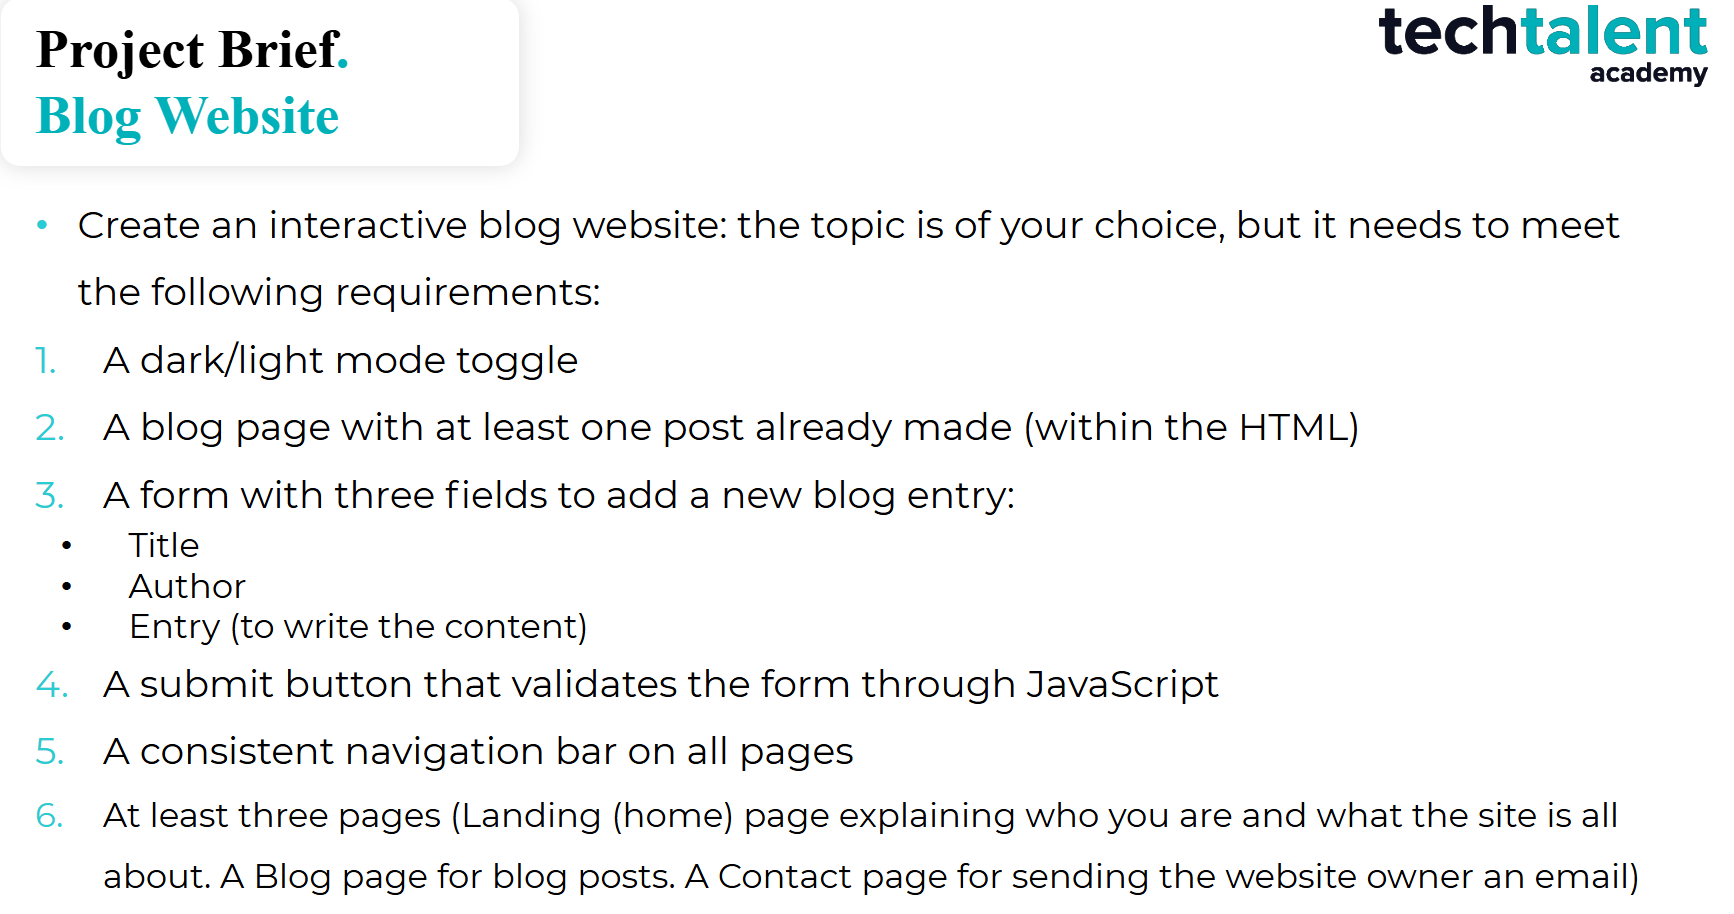 Project Brief.
Blog Website
techtalent
academy
• Create an interactive blog website: the topic is of your choice, but it needs to meet
the following requirements:
1. A dark/light mode toggle
2. A blog page with at least one post already made (within the HTML)
3. A form with three fields to add a new blog entry:
• Title
• Author
• Entry (to write the content)
4. A submit button that validates the form through JavaScript
5. A consistent navigation bar on all pages
6. At least three pages (Landing (home) page explaining who you are and what the site is all
about. A Blog page for blog posts. A Contact page for sending the website owner an email)